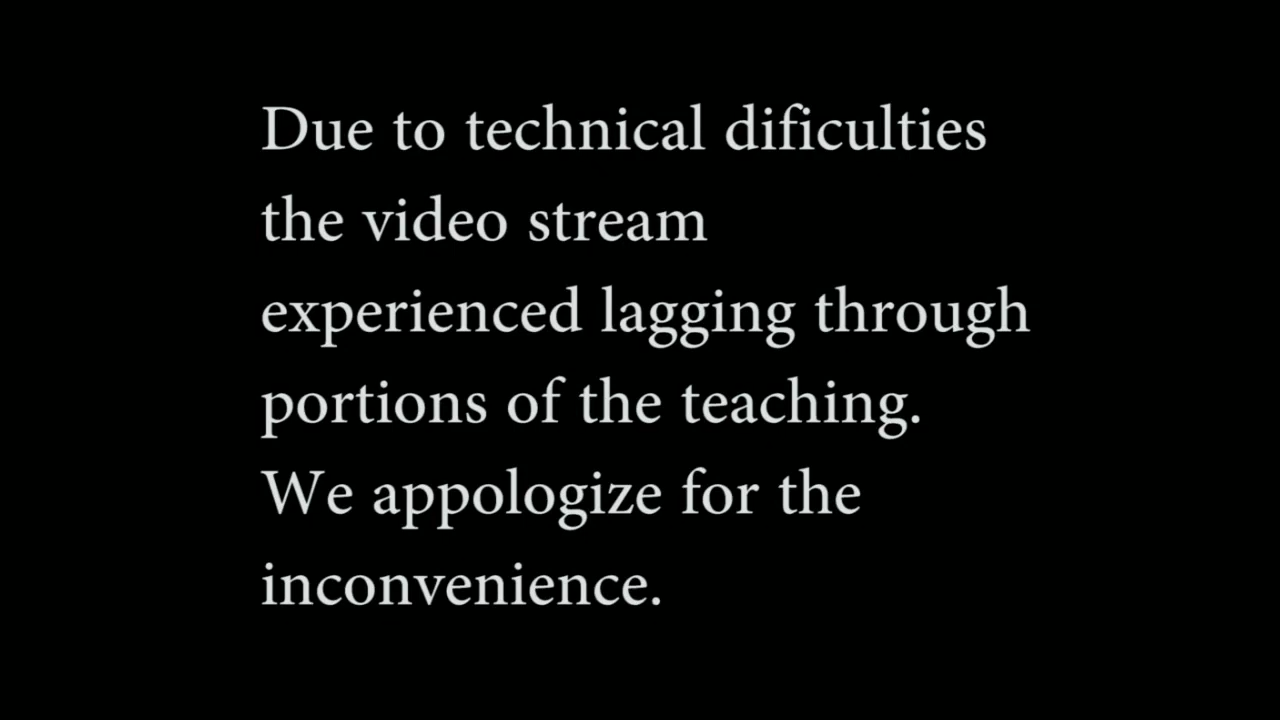 Due to technical dificulties
the video stream
experienced lagging through
portions of the teaching.
We appologize for the
inconvenience.